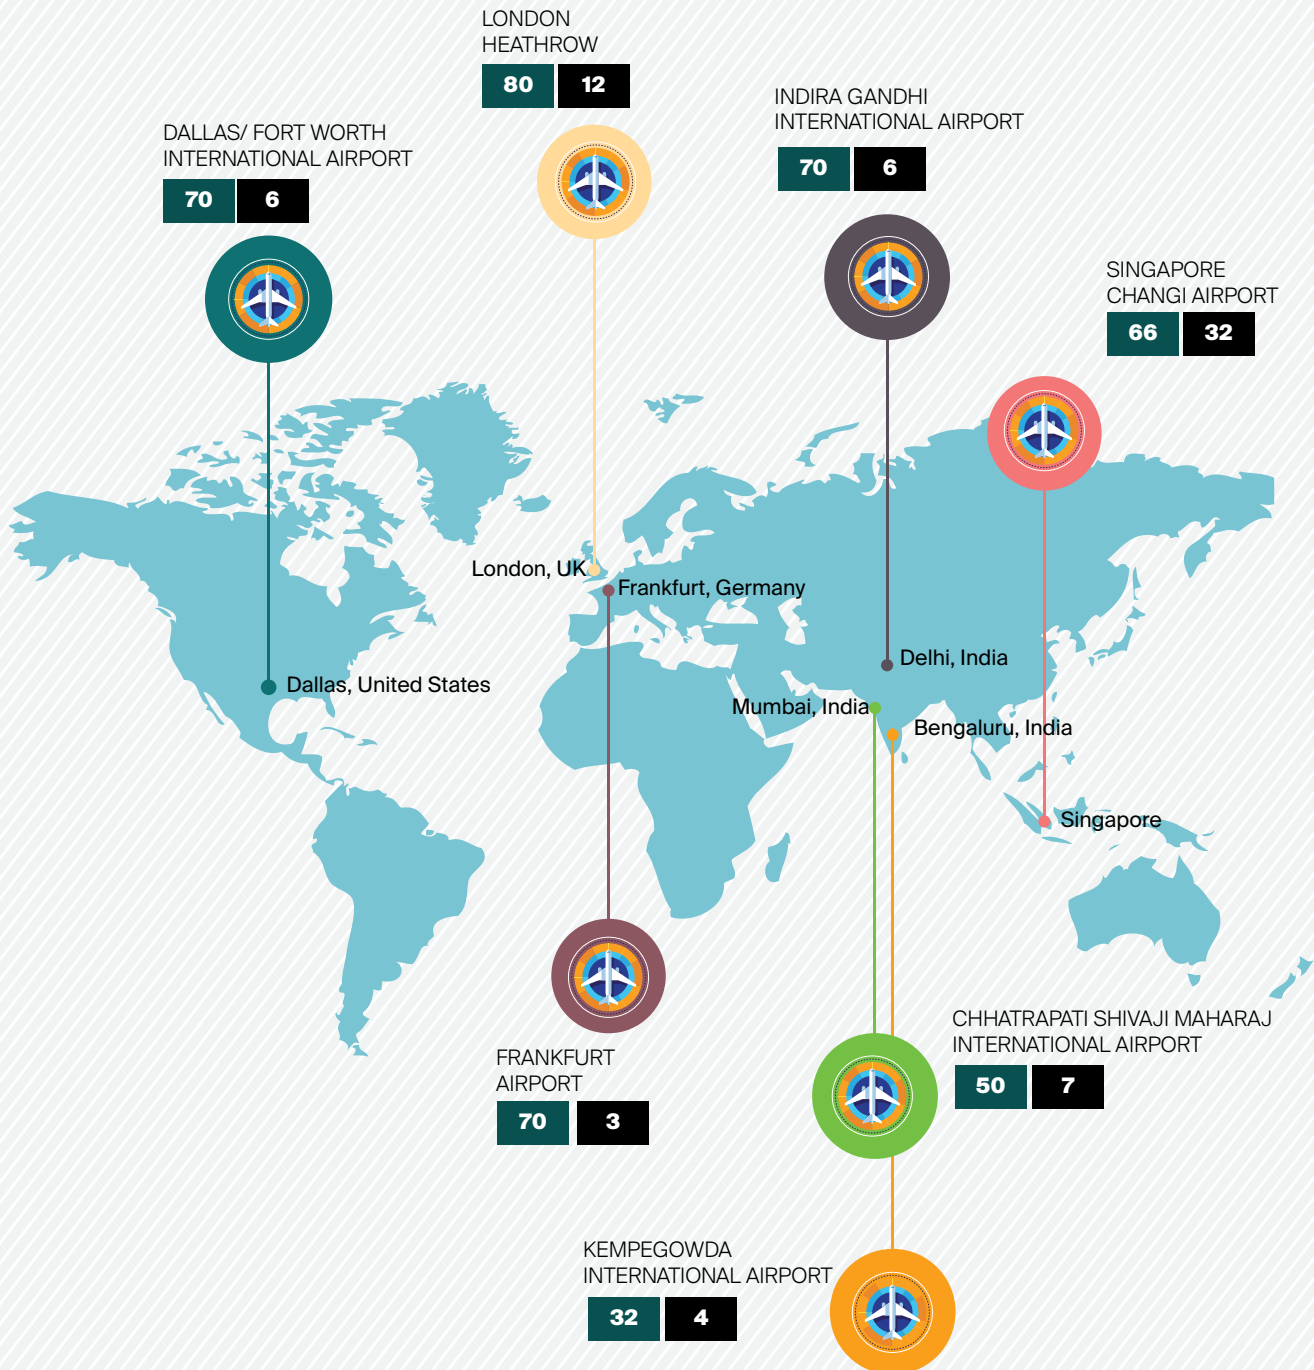 LONDON
HEATHROW
80 12
DALLAS/ FORT WORTH
INTERNATIONAL AIRPORT
70 6
INDIRA GANDHI
INTERNATIONAL AIRPORT
70 6
SINGAPORE
CHANGI AIRPORT
66 32
London, UK
Frankfurt, Germany
Dallas, United States
Delhi, India
Mumbai, India
Bengaluru, India
Singapore
FRANKFURT
AIRPORT
70 3
CHHATRAPATI SHIVAJI MAHARAJ
INTERNATIONAL AIRPORT
50 7
KEMPEGOWDA
INTERNATIONAL AIRPORT
32 4